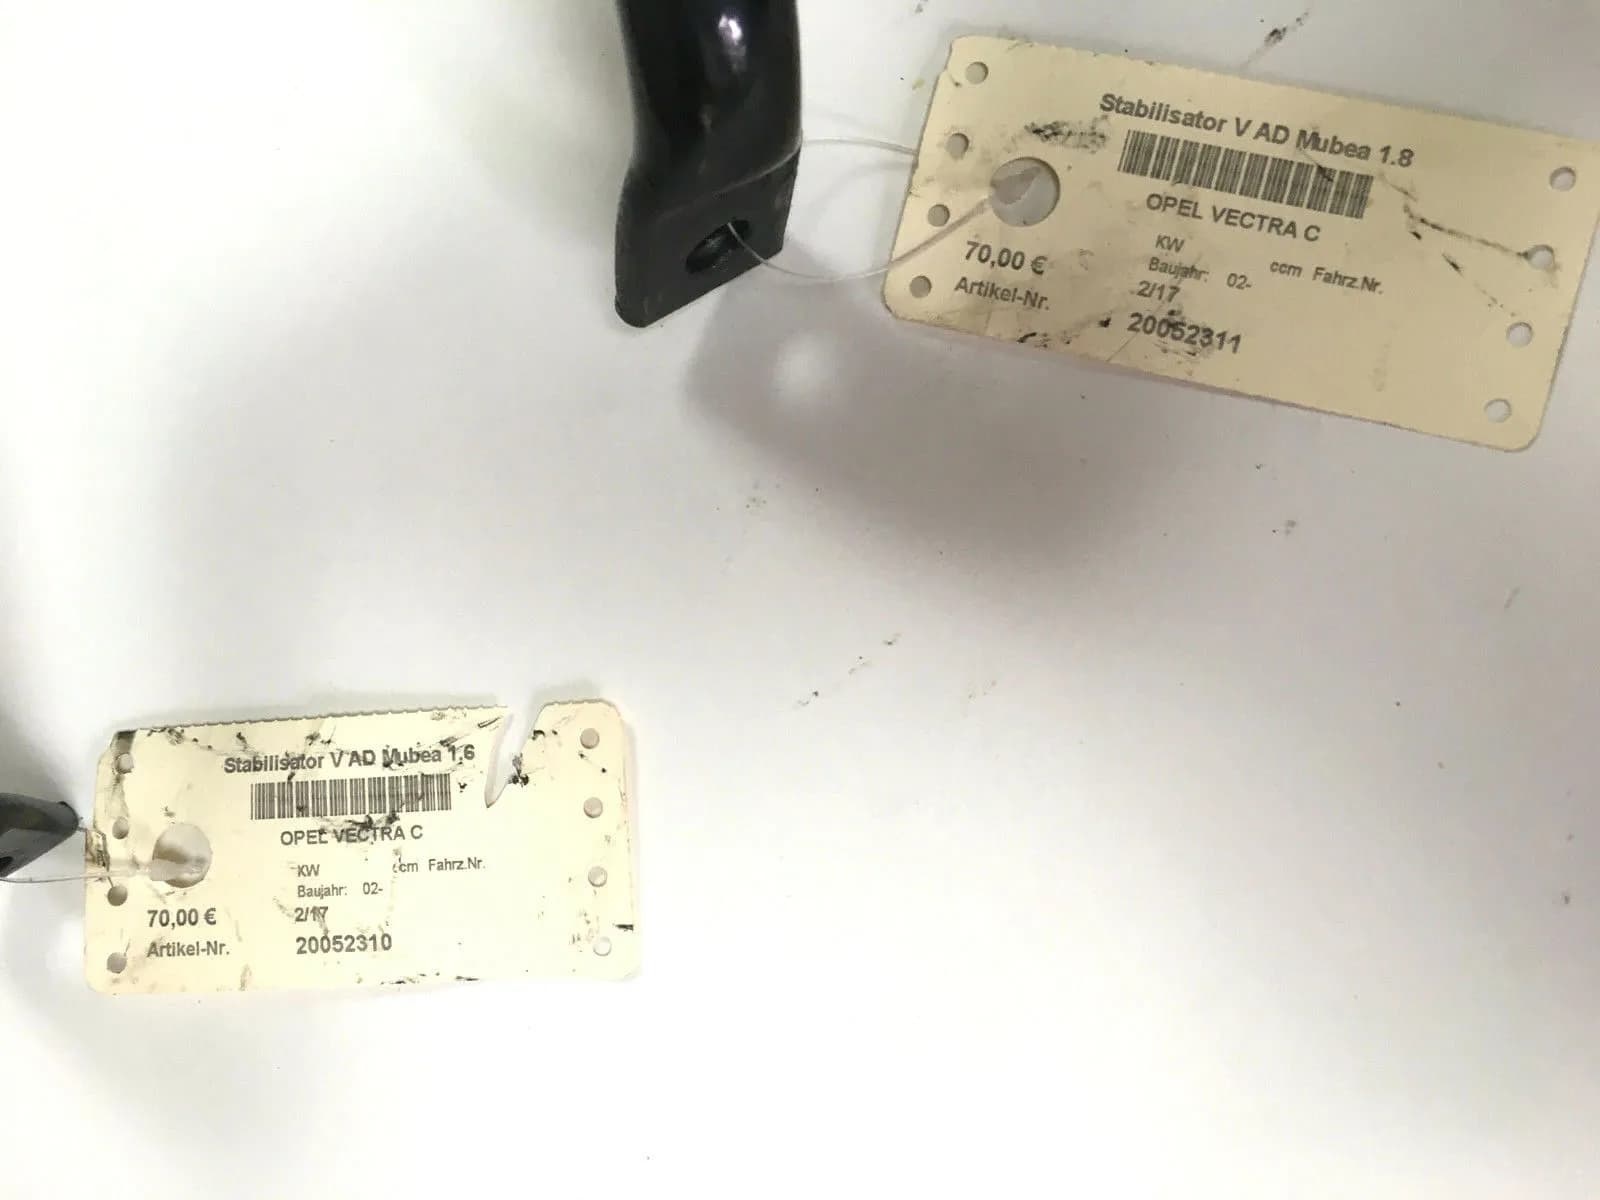 Stabilisator V AD Mubea 1.8
OPEL VECTRA C
KW ccm Fahrz.Nr.
Baujahr: 02-
70,00 € 2/17
Artikel-Nr. 20052311
Stabilisator V AD Mubea 1.6
OPEL VECTRA C
KW ccm Fahrz.Nr.
Baujahr: 02-
70,00 € 2/17
Artikel-Nr. 20052310